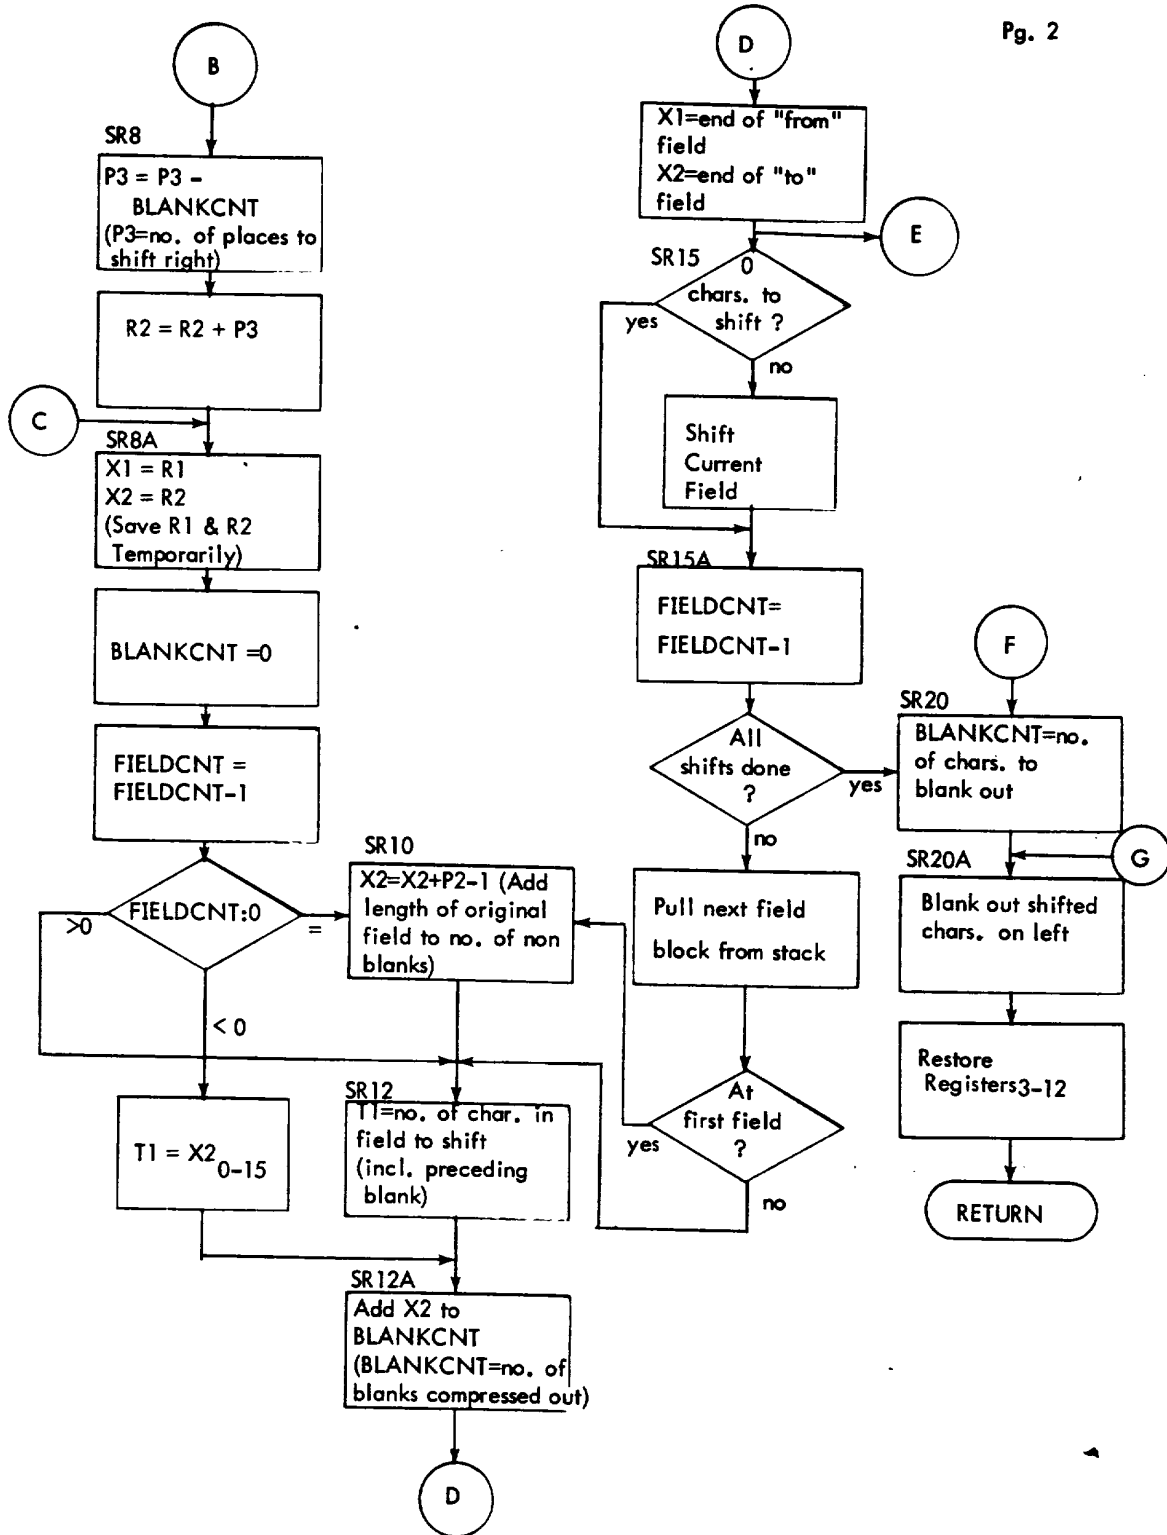 Pg. 2
B
SR8
P3 = P3 -
BLANKCNT
(P3=no. of places to
shift right)
R2 = R2 + P3
C
SR8A
X1 = R1
X2 = R2
(Save R1 & R2
Temporarily)
BLANKCNT =0
FIELDCNT =
FIELDCNT-1
FIELDCNT:0
>0
=
< 0
T1 = X2 0-15
SR10
X2=X2+P2-1 (Add
length of original
field to no. of non
blanks)
SR12
T1=no. of char. in
field to shift
(incl. preceding
blank)
SR12A
Add X2 to
BLANKCNT
(BLANKCNT=no. of
blanks compressed out)
D
D
X1=end of "from"
field
X2=end of "to"
field
E
SR15
0
chars. to
shift ?
yes
no
Shift
Current
Field
SR15A
FIELDCNT=
FIELDCNT-1
All
shifts done
?
yes
no
Pull next field
block from stack
At
first field
?
yes
no
F
SR20
BLANKCNT=no.
of chars. to
blank out
G
SR20A
Blank out shifted
chars. on left
Restore
Registers3-12
RETURN